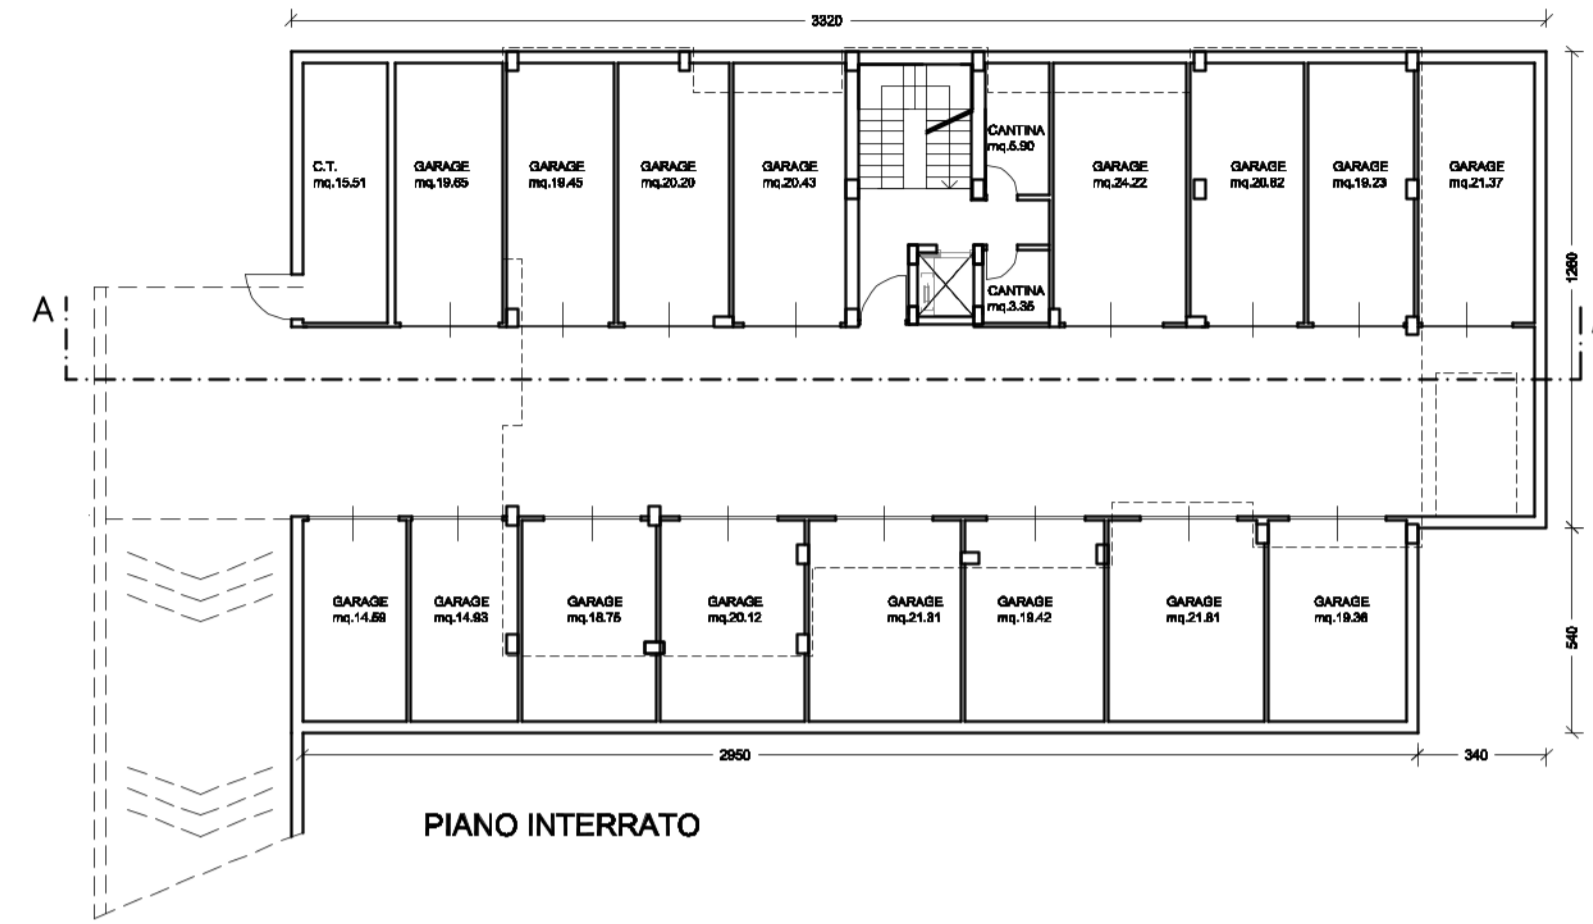 3320
C.T.
mq.15.51
GARAGE
mq.19.65
GARAGE
mq.19.45
GARAGE
mq.20.20
GARAGE
mq.20.43
CANTINA
mq.5.90
GARAGE
mq.24.22
GARAGE
mq.20.62
GARAGE
mq.19.23
GARAGE
mq.21.37
1260
CANTINA
mq.3.35
A
GARAGE
mq.14.59
GARAGE
mq.14.93
GARAGE
mq.18.75
GARAGE
mq.20.12
GARAGE
mq.21.31
GARAGE
mq.19.42
GARAGE
mq.21.81
GARAGE
mq.19.36
540
2950
340
PIANO INTERRATO